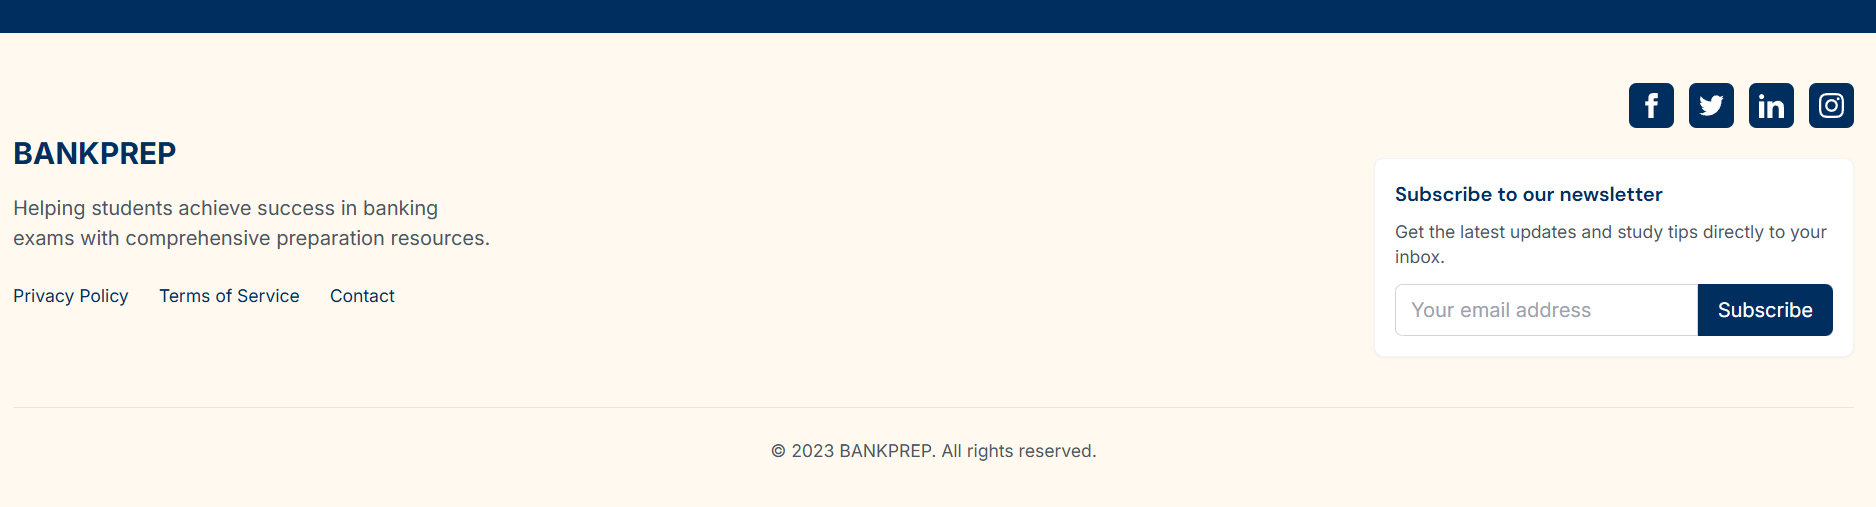 BANKPREP
Helping students achieve success in banking
exams with comprehensive preparation resources.
Privacy Policy Terms of Service Contact
Subscribe to our newsletter
Get the latest updates and study tips directly to your
inbox.
Your email address Subscribe
© 2023 BANKPREP. All rights reserved.